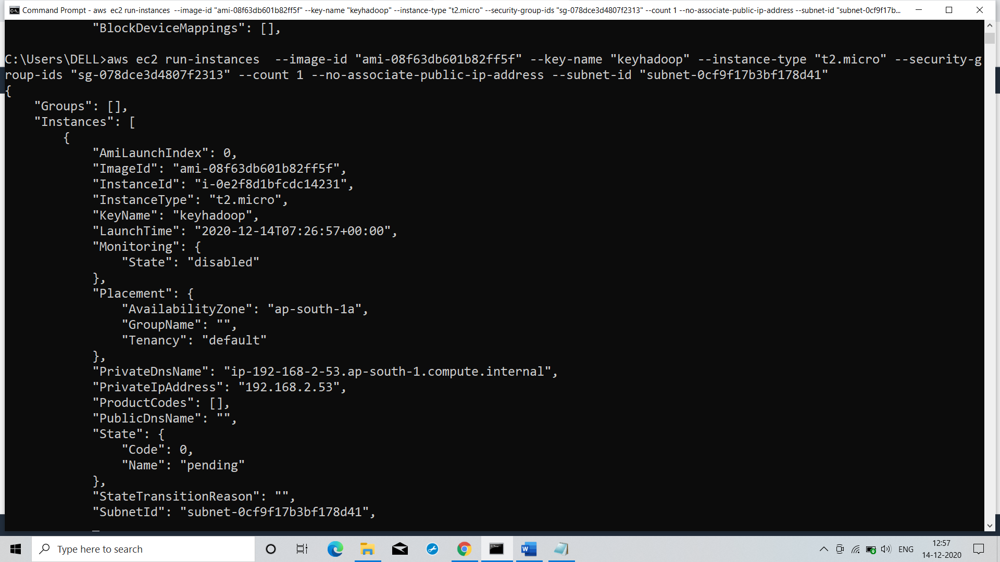 Command Prompt - aws  ec2 run-instances  --image-id "ami-08f63db601b82ff5f" --key-name "keyhadoop" --instance-type "t2.micro" --security-group-ids "sg-078dce3d4807f2313" --count 1 --no-associate-public-ip-address --subnet-id "subnet-0cf9f17b...
            "BlockDeviceMappings": [],
C:\Users\DELL>aws ec2 run-instances  --image-id "ami-08f63db601b82ff5f" --key-name "keyhadoop" --instance-type "t2.micro" --security-g
roup-ids "sg-078dce3d4807f2313" --count 1 --no-associate-public-ip-address --subnet-id "subnet-0cf9f17b3bf178d41"
{
    "Groups": [],
    "Instances": [
        {
            "AmiLaunchIndex": 0,
            "ImageId": "ami-08f63db601b82ff5f",
            "InstanceId": "i-0e2f8d1bfcdc14231",
            "InstanceType": "t2.micro",
            "KeyName": "keyhadoop",
            "LaunchTime": "2020-12-14T07:26:57+00:00",
            "Monitoring": {
                "State": "disabled"
            },
            "Placement": {
                "AvailabilityZone": "ap-south-1a",
                "GroupName": "",
                "Tenancy": "default"
            },
            "PrivateDnsName": "ip-192-168-2-53.ap-south-1.compute.internal",
            "PrivateIpAddress": "192.168.2.53",
            "ProductCodes": [],
            "PublicDnsName": "",
            "State": {
                "Code": 0,
                "Name": "pending"
            },
            "StateTransitionReason": "",
            "SubnetId": "subnet-0cf9f17b3bf178d41",
Type here to search
ENG
12:57
14-12-2020